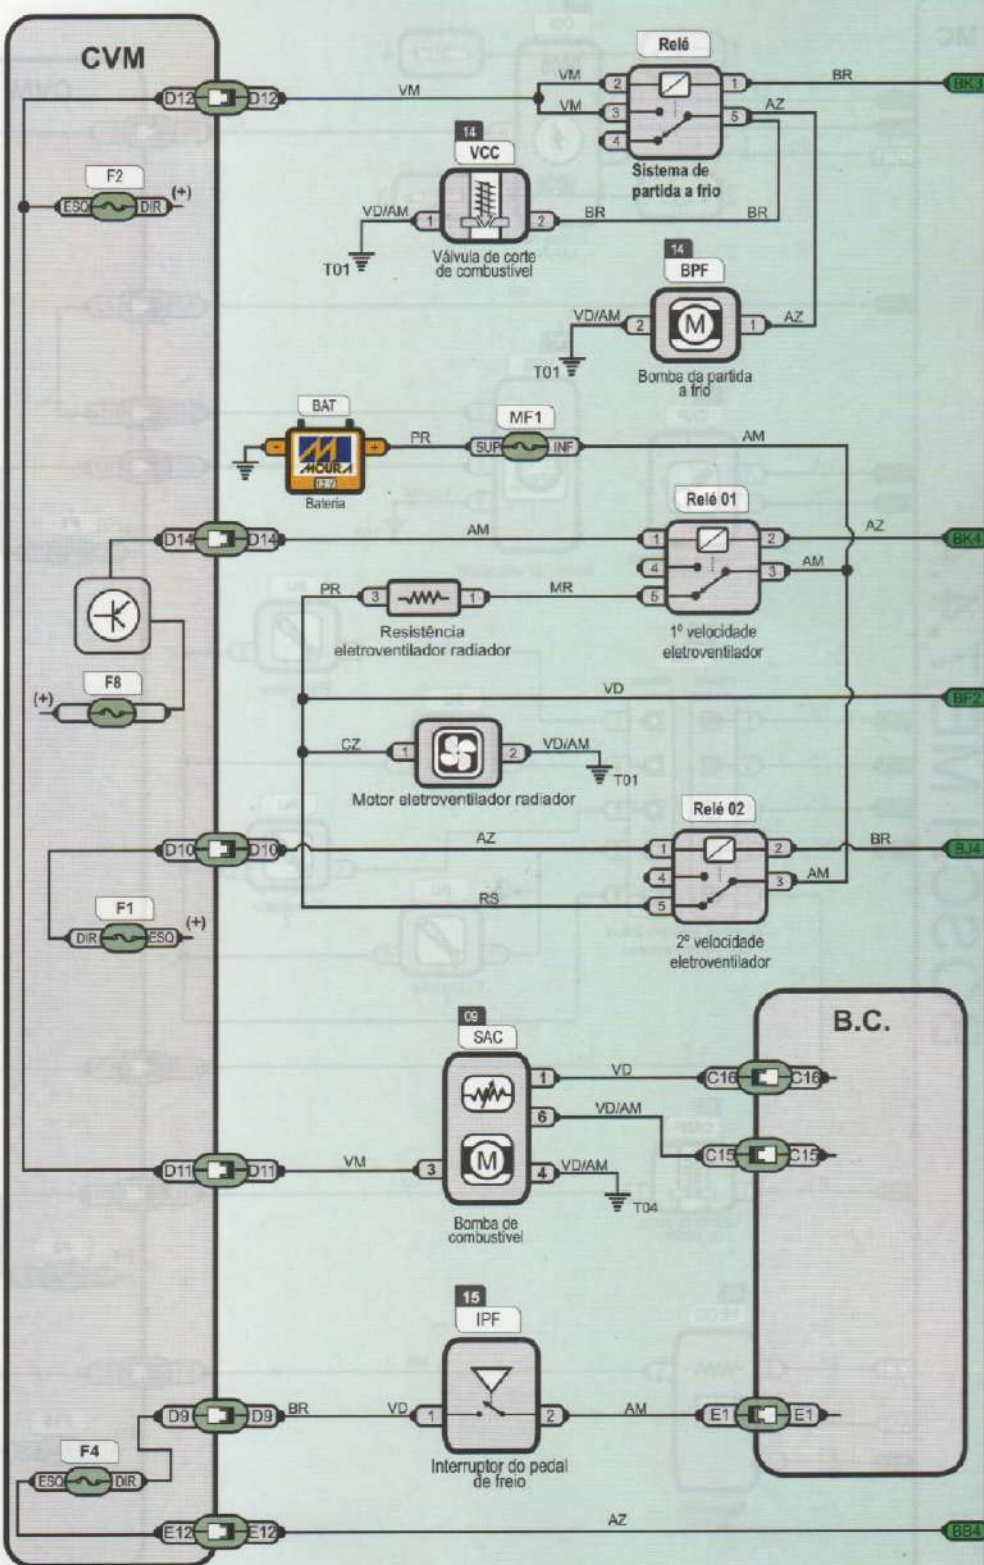 CVM
Relé
D12 D12 VM VM 2 1 BR BK3
VM 3 5 AZ
4
Sistema de
partida a frio
14
VCC
F2
ESQ DIR (+)
VD/AM 1 2 BR BR
T01
Válvula de corte
de combustível
14
BPF
VD/AM 2 M 1 AZ
T01
Bomba da partida
a frio
BAT MF1
- + PR SUP INF AM
MOURA
12 V
Bateria
Relé 01
D14 D14 AM 1 2 AZ BK4
4 3 AM
PR 3 1 MR 5
Resistência
eletroventilador radiador
1º velocidade
eletroventilador
F8
(+)
VD BF2
CZ 1 2 VD/AM
T01
Motor eletroventilador radiador
Relé 02
D10 D10 AZ 1 2 BR BJ4
4 3 AM
RS 5
F1
DIR ESQ (+)
2º velocidade
eletroventilador
B.C.
09
SAC
1 VD C16 C16
6 VD/AM
C15 C15
D11 D11 VM 3 M 4 VD/AM
T04
Bomba de
combustível
15
IPF
D9 D9 BR VD 1 2 AM E1 E1
F4
ESQ DIR
Interruptor do pedal
de freio
E12 E12 AZ BB4